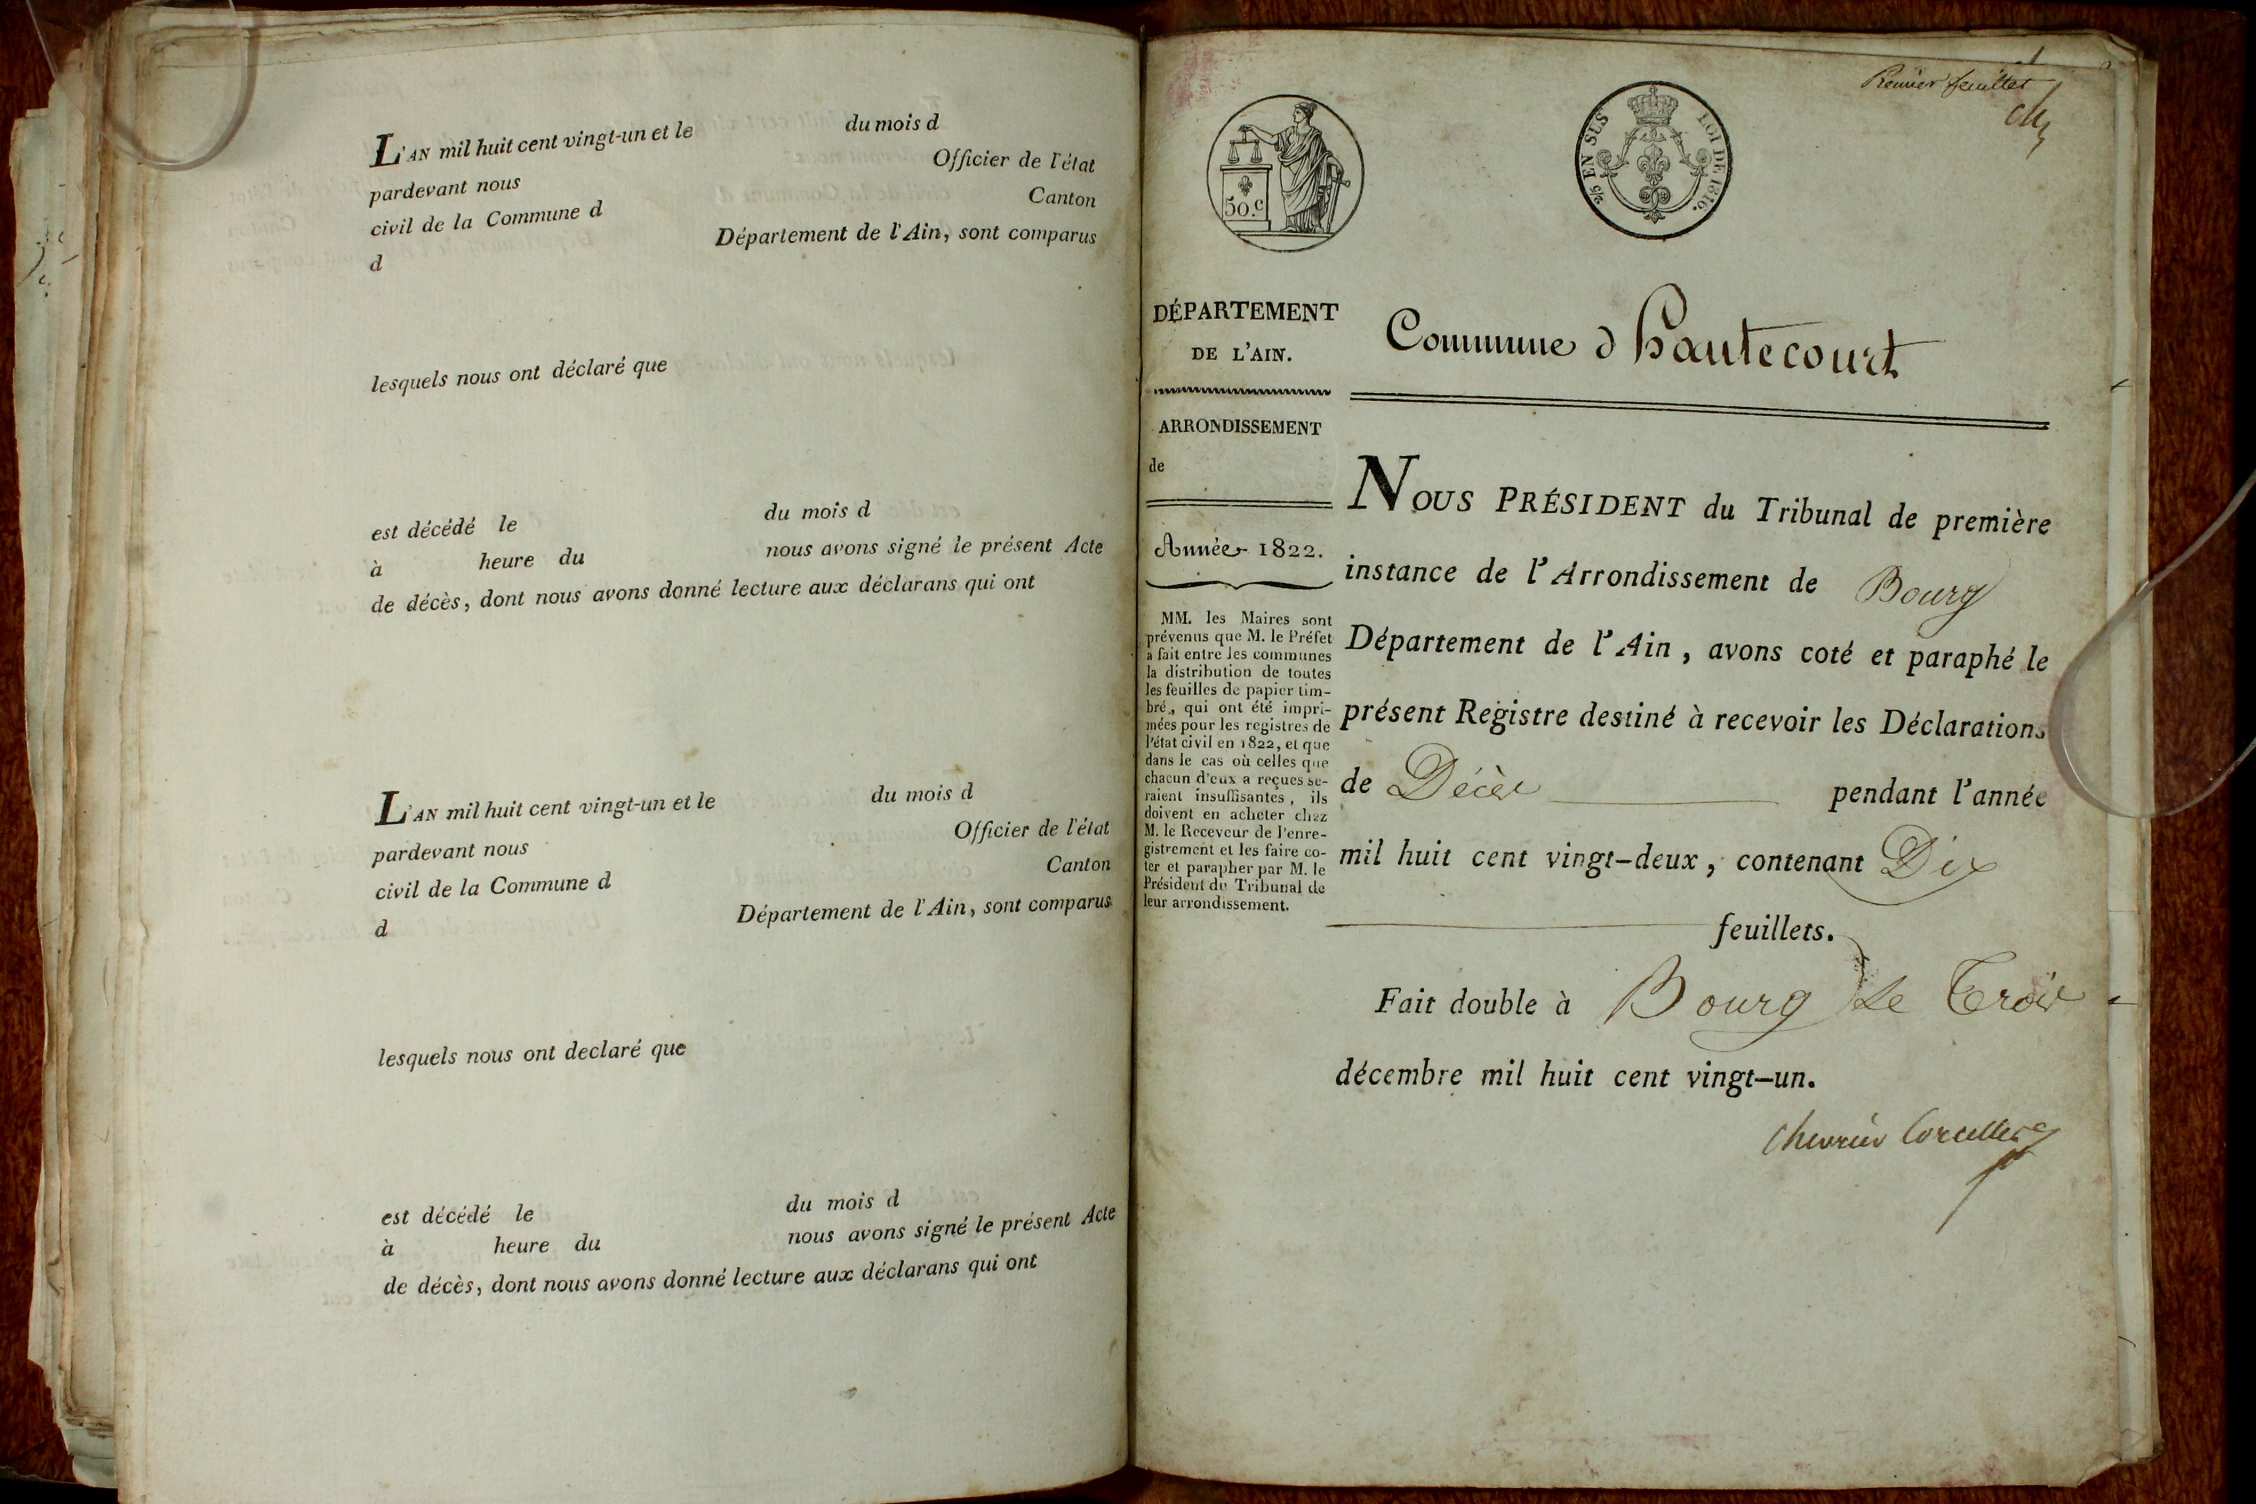 L'AN mil huit cent vingt-un et le du mois d
pardevant nous Officier de l'état
civil de la Commune d Canton
d Département de l'Ain, sont comparus
lesquels nous ont déclaré que
est décédé le du mois d
à heure du nous avons signé le présent Acte
de décès, dont nous avons donné lecture aux déclarans qui ont
L'AN mil huit cent vingt-un et le du mois d
pardevant nous Officier de l'état
civil de la Commune d Canton
d Département de l'Ain, sont comparus
lesquels nous ont declaré que
est décédé le du mois d
à heure du nous avons signé le présent Acte
de décès, dont nous avons donné lecture aux déclarans qui ont
1
Premier feuillet
50.c
EN SUS LOI DE 1816.
DÉPARTEMENT
DE L'AIN.
ARRONDISSEMENT
de
Année 1822.
MM. les Maires sont
prévenus que M. le Préfet
a fait entre les communes
la distribution de toutes
les feuilles de papier tim-
bré, qui ont été impri-
mées pour les registres de
l'état civil en 1822, et que
dans le cas où celles que
chacun d'eux a reçues se-
raient insuffisantes, ils
doivent en acheter chez
M. le Receveur de l'enre-
gistrement et les faire co-
ter et parapher par M. le
Président du Tribunal de
leur arrondissement.
Commune d hautecourt
NOUS PRÉSIDENT du Tribunal de première
instance de l'Arrondissement de Bourg
Département de l'Ain, avons coté et paraphé le
présent Registre destiné à recevoir les Déclarations
de Décès pendant l'année
mil huit cent vingt-deux, contenant Dix
feuillets.
Fait double à Bourg Le Trois
décembre mil huit cent vingt-un.
Chevrier Corcelles